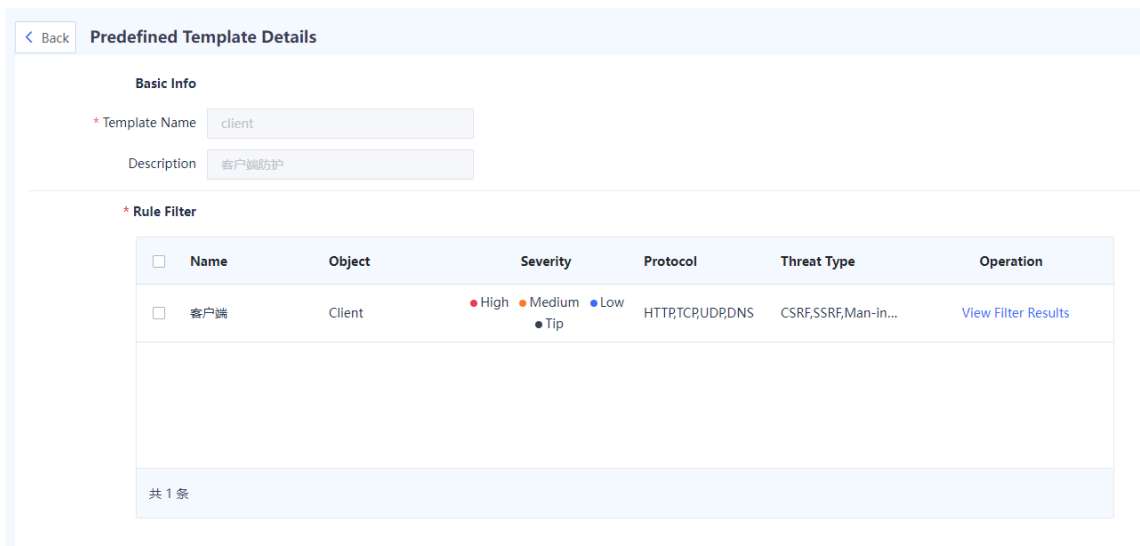 Back Predefined Template Details
Basic Info
* Template Name client
Description 客户端防护
* Rule Filter
Name Object Severity Protocol Threat Type Operation
客户端 Client High Medium Low HTTP,TCP,UDP,DNS CSRF,SSRF,Man-in... View Filter Results
Tip
共 1 条